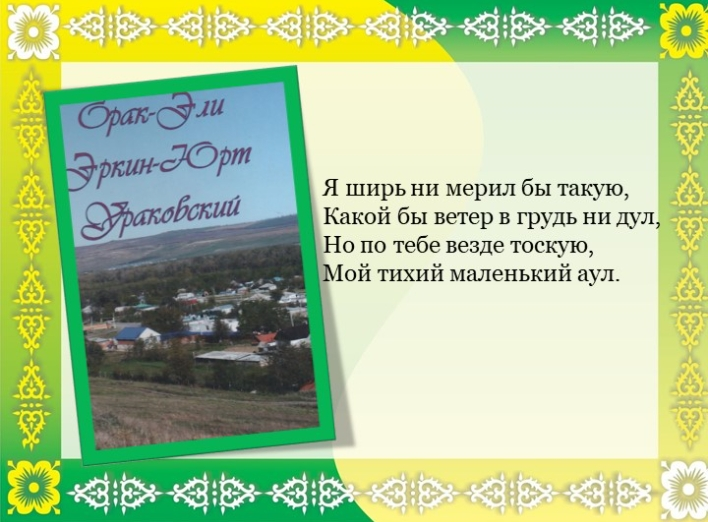 Орак-Эли
Эркин-Юрт
Ураковский
Я ширь ни мерил бы такую,
Какой бы ветер в грудь ни дул,
Но по тебе везде тоскую,
Мой тихий маленький аул.